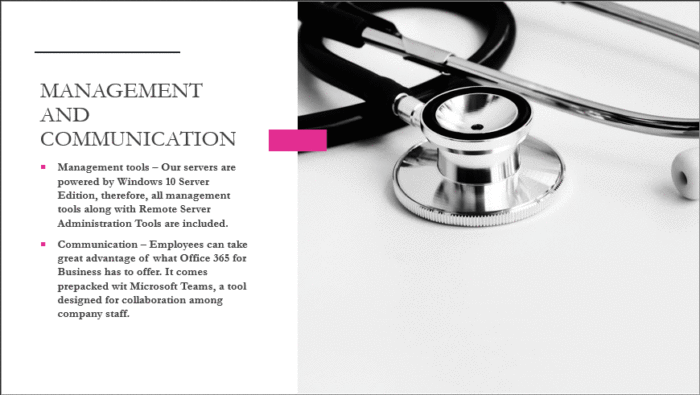 MANAGEMENT
AND
COMMUNICATION
Management tools – Our servers are
powered by Windows 10 Server
Edition, therefore, all management
tools along with Remote Server
Administration Tools are included.
Communication – Employees can take
great advantage of what Office 365 for
Business has to offer. It comes
prepacked wit Microsoft Teams, a tool
designed for collaboration among
company staff.